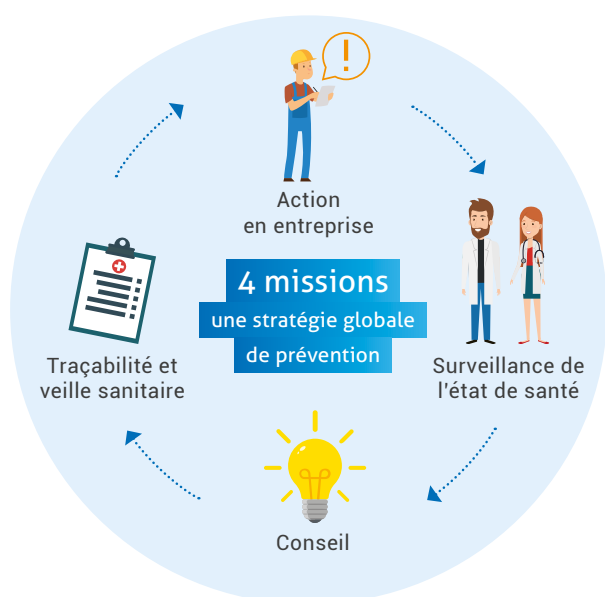 Action
en entreprise
4 missions
une stratégie globale
de prévention
Traçabilité et
veille sanitaire
Surveillance de
l'état de santé
Conseil